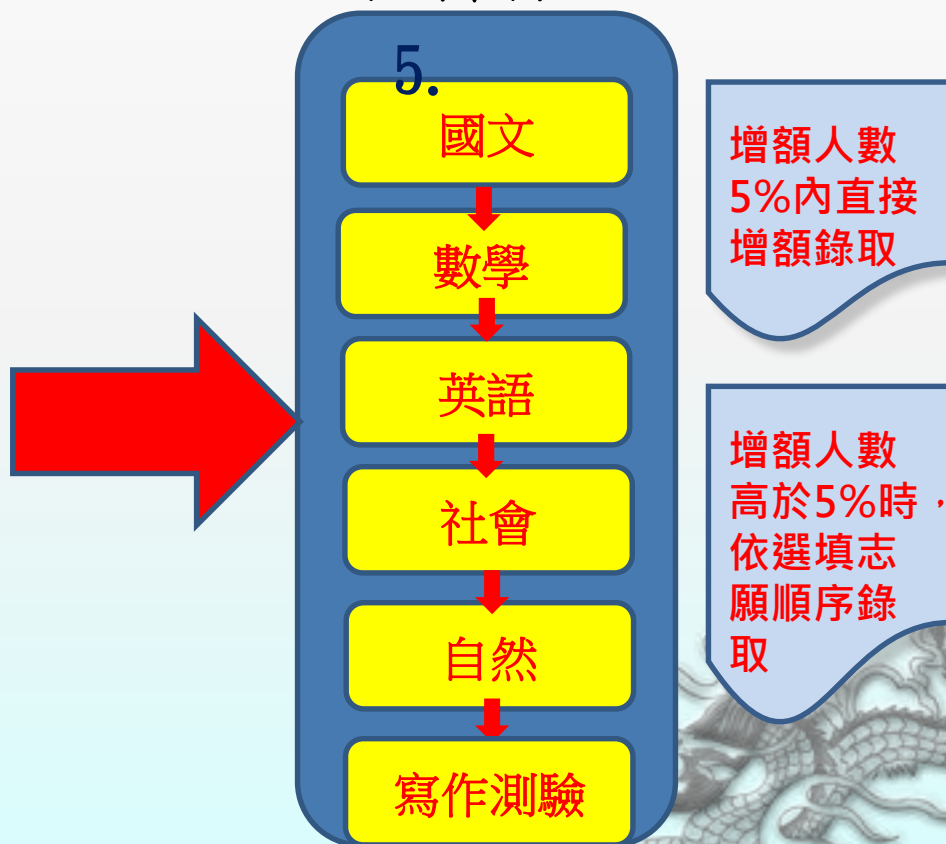 5.
國文
數學
英語
社會
自然
寫作測驗
增額人數
5%內直接
增額錄取
增額人數
高於5%時，
依選填志
願順序錄
取